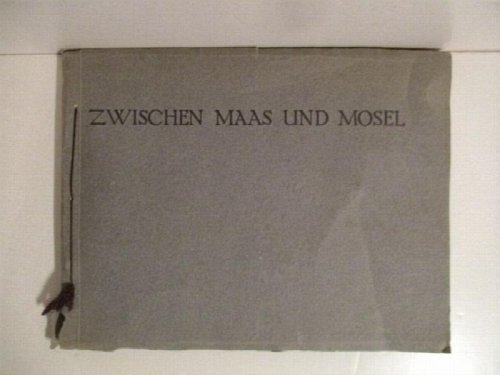 ZWISCHEN MAAS UND MOSEL